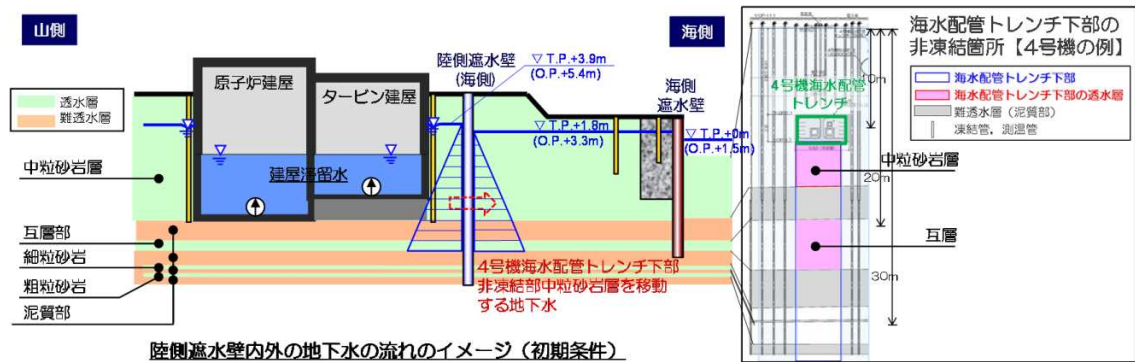 山側
原子炉建屋
タービン建屋
建屋滞留水
透水層
難透水層
中粒砂岩層
互層部
細粒砂岩
粗粒砂岩
泥質部
陸側遮水壁
(海側)
▽ T.P.+3.9m
(O.P.+5.4m)
▽ T.P.+1.8m
(O.P.+3.3m)
海側
海側
遮水壁
▽ T.P.+0m
(O.P.+1.5m)
4号機海水配管トレンチ下部
非凍結部中粒砂岩層を移動
する地下水
陸側遮水壁内外の地下水の流れのイメージ（初期条件）
海水配管トレンチ下部の
非凍結箇所【4号機の例】
海水配管トレンチ下部
海水配管トレンチ下部の透水層
難透水層（泥質部）
凍結管，測温管
4号機海水配管
トレンチ
10m
中粒砂岩層
20m
互層
30m